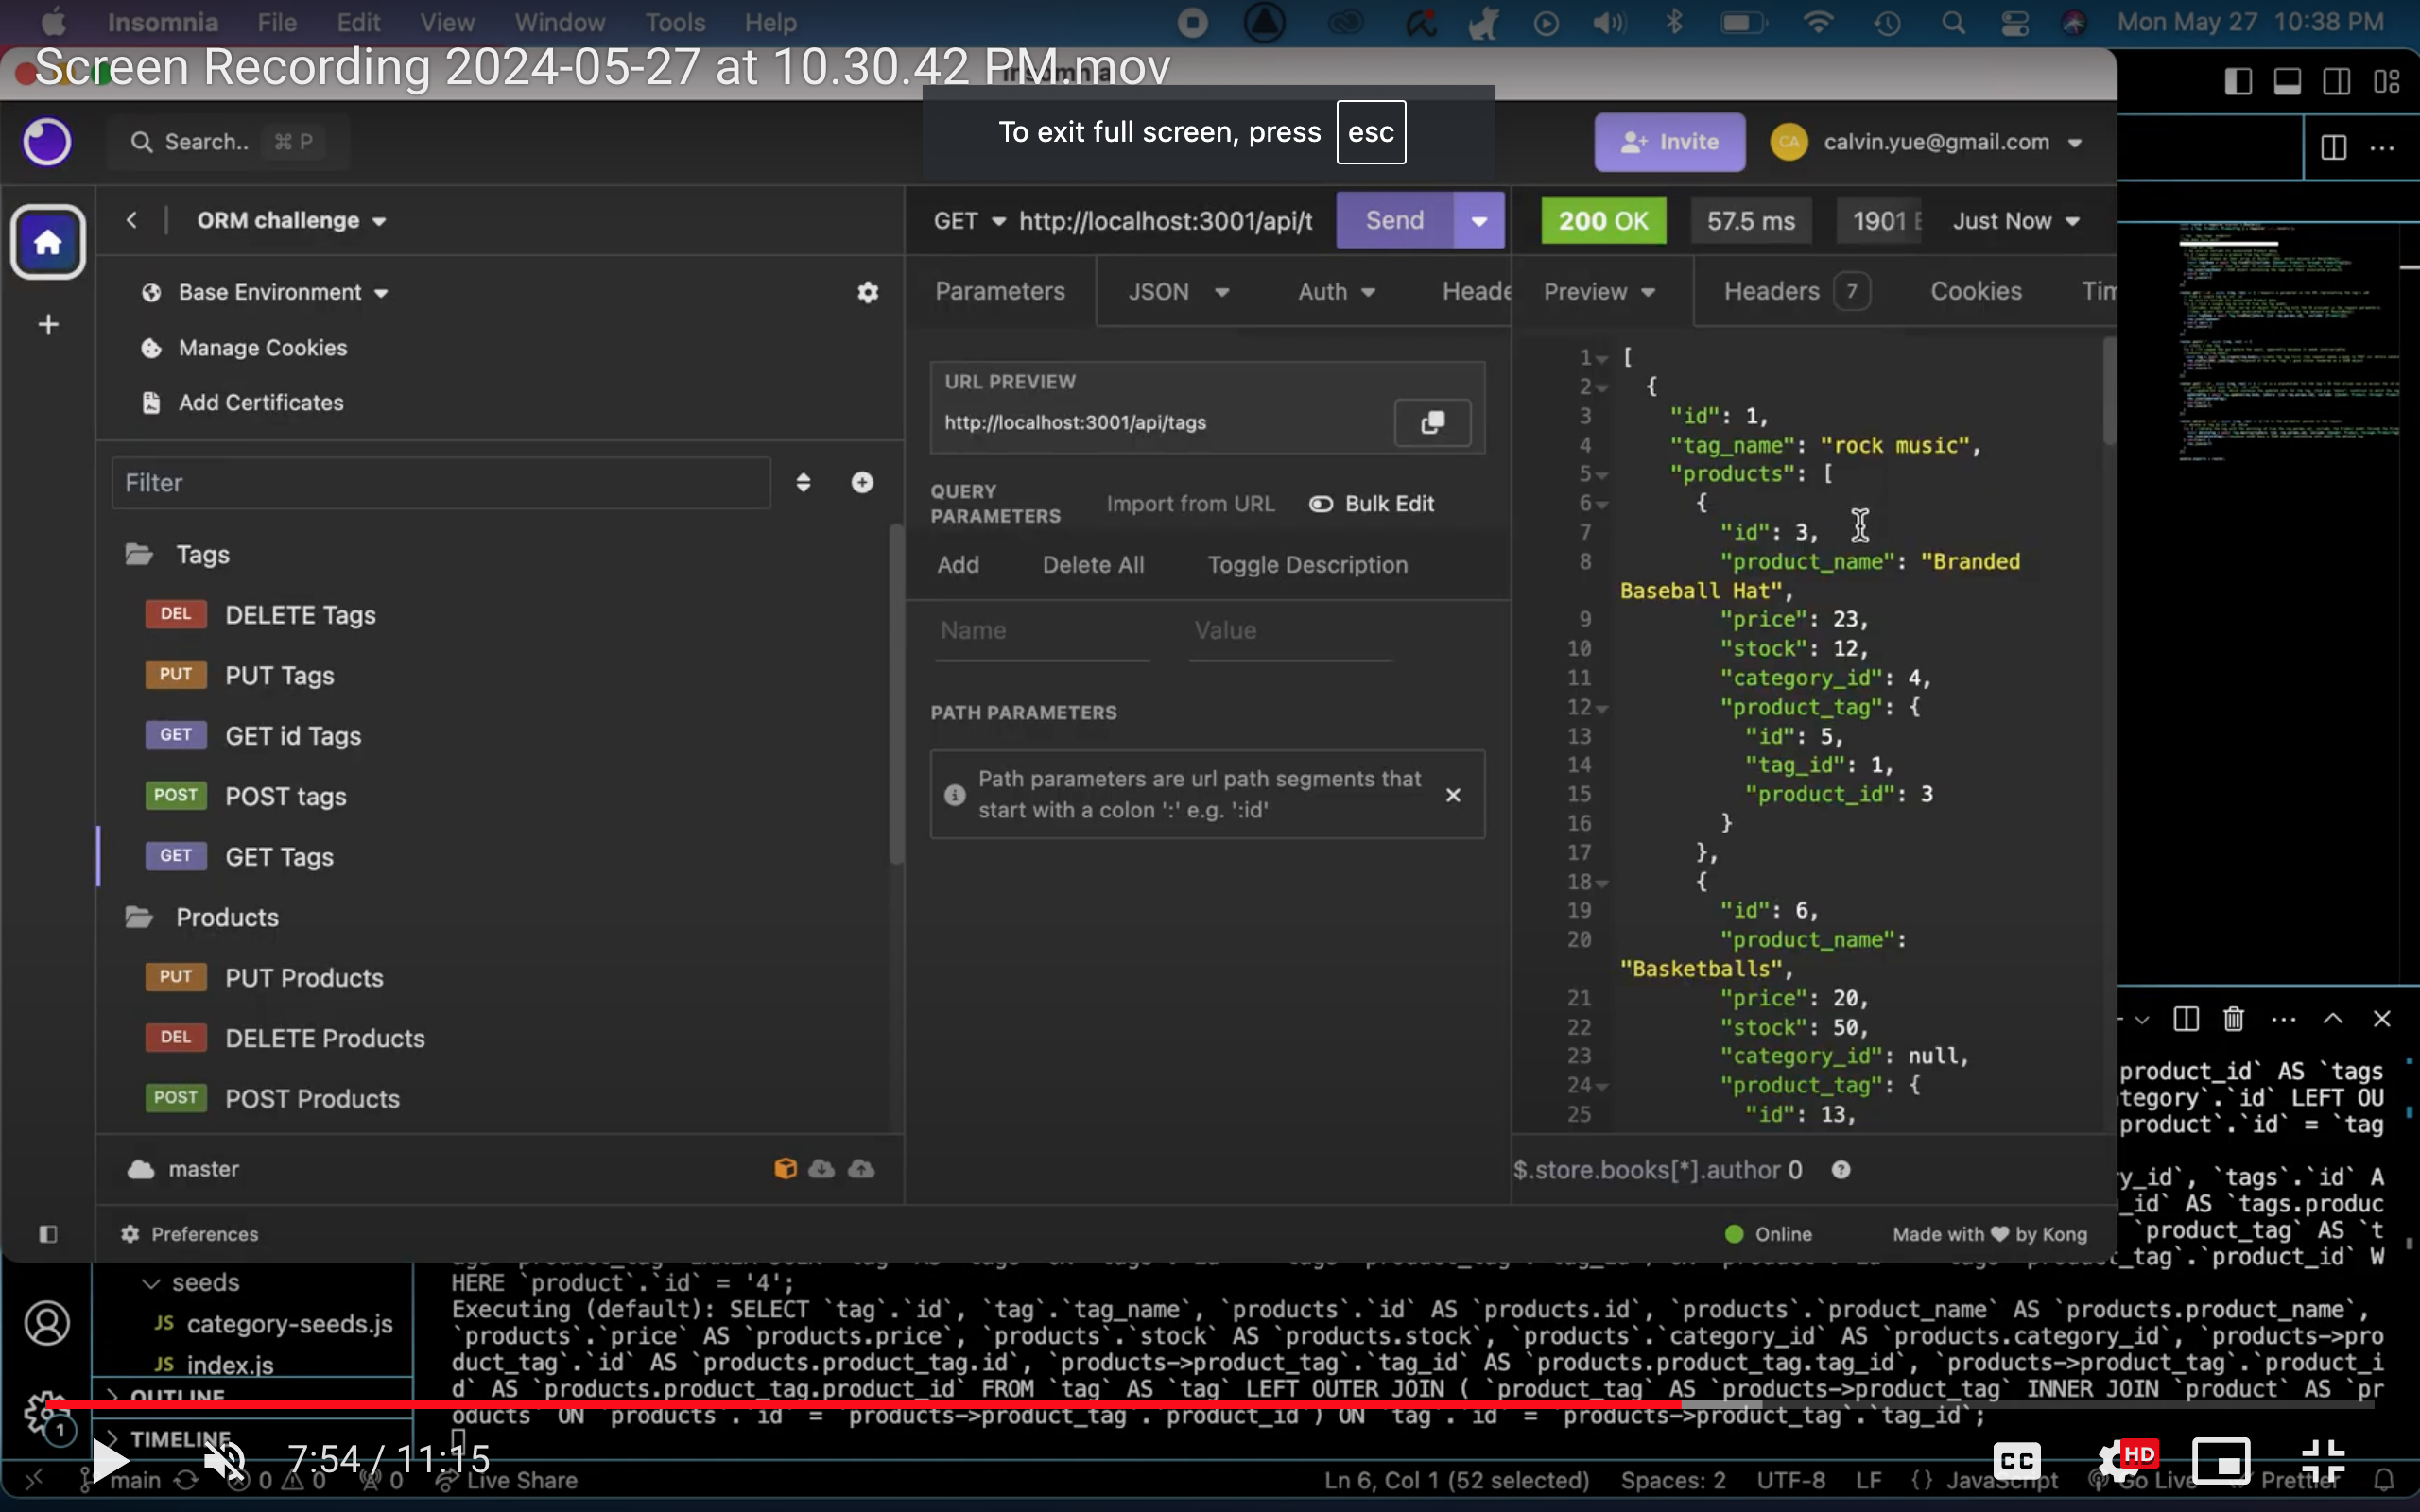 Insomnia File Edit View Window Tools Help Mon May 27 10:38 PM
Screen Recording 2024-05-27 at 10.30.42 PM.mov
To exit full screen, press esc
Search.. ⌘ P
Invite
CA calvin.yue@gmail.com
ORM challenge
GET http://localhost:3001/api/t Send
200 OK 57.5 ms 1901 Just Now
Base Environment
Manage Cookies
Add Certificates
Filter
Tags
DEL DELETE Tags
PUT PUT Tags
GET GET id Tags
POST POST tags
GET GET Tags
Products
PUT PUT Products
DEL DELETE Products
POST POST Products
master
Preferences
Parameters JSON Auth Heade
URL PREVIEW
http://localhost:3001/api/tags
QUERY
PARAMETERS
Import from URL Bulk Edit
Add Delete All Toggle Description
Name Value
PATH PARAMETERS
Path parameters are url path segments that
start with a colon ':' e.g. ':id'
Preview Headers 7 Cookies Tim
1 [
2 {
3 "id": 1,
4 "tag_name": "rock music",
5 "products": [
6 {
7 "id": 3,
8 "product_name": "Branded
Baseball Hat",
9 "price": 23,
10 "stock": 12,
11 "category_id": 4,
12 "product_tag": {
13 "id": 5,
14 "tag_id": 1,
15 "product_id": 3
16 }
17 },
18 {
19 "id": 6,
20 "product_name":
"Basketballs",
21 "price": 20,
22 "stock": 50,
23 "category_id": null,
24 "product_tag": {
25 "id": 13,
$.store.books[*].author 0
Online Made with ❤ by Kong
product_id` AS `tags
tegory`.`id` LEFT OU
product`.`id` = `tag
y_id`, `tags`.`id` A
_id` AS `tags.produc
`product_tag` AS `t
t_tag`.`product_id` W
seeds
JS category-seeds.js
JS index.js
OUTLINE
TIMELINE
1
HERE `product`.`id` = '4';
Executing (default): SELECT `tag`.`id`, `tag`.`tag_name`, `products`.`id` AS `products.id`, `products`.`product_name` AS `products.product_name`,
`products`.`price` AS `products.price`, `products`.`stock` AS `products.stock`, `products`.`category_id` AS `products.category_id`, `products->pro
duct_tag`.`id` AS `products.product_tag.id`, `products->product_tag`.`tag_id` AS `products.product_tag.tag_id`, `products->product_tag`.`product_i
d` AS `products.product_tag.product_id` FROM `tag` AS `tag` LEFT OUTER JOIN ( `product_tag` AS `products->product_tag` INNER JOIN `product` AS `pr
oducts` ON `products`.`id` = `products->product_tag`.`product_id`) ON `tag`.`id` = `products->product_tag`.`tag_id`;
7:54 / 11:15
CC HD
main 0 0 0 Live Share Ln 6, Col 1 (52 selected) Spaces: 2 UTF-8 LF {} JavaScript Go Live Prettier